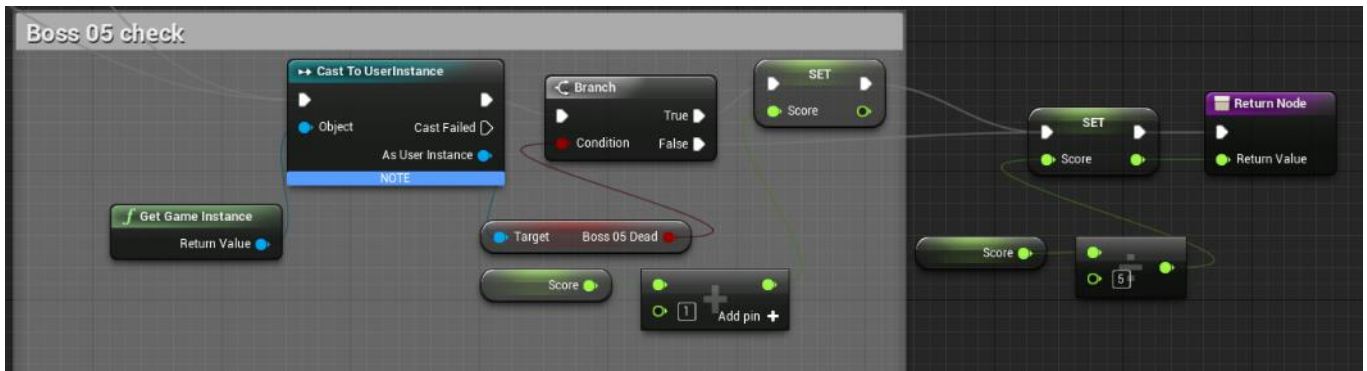 Boss 05 check
Cast To UserInstance
Object
Cast Failed
As User Instance
NOTE
Get Game Instance
Return Value
Branch
True
Condition
False
Target Boss 05 Dead
Score
1
Add pin +
SET
Score
SET
Score
Return Node
Return Value
Score
5